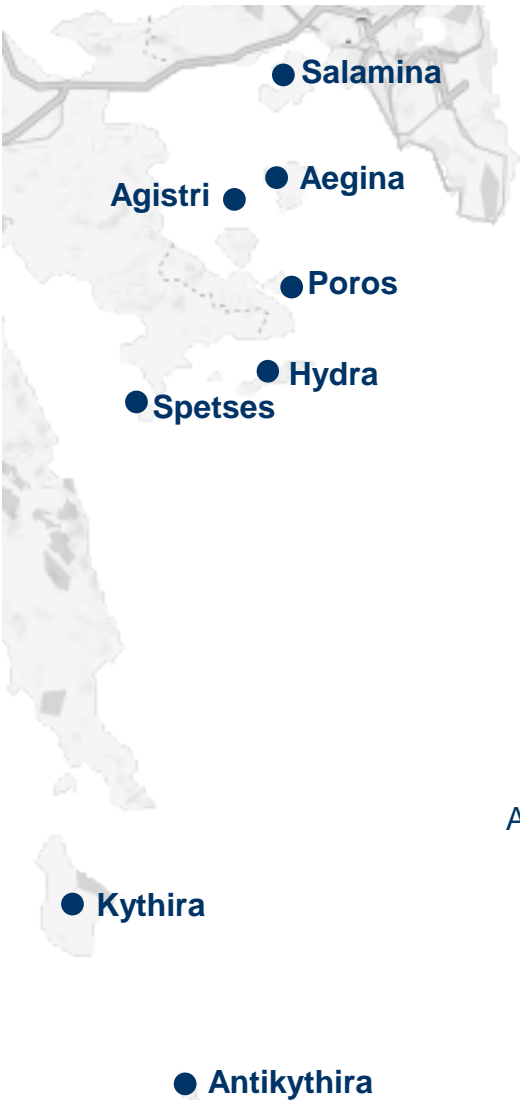 Salamina
Aegina
Agistri
Poros
Hydra
Spetses
A
Kythira
Antikythira